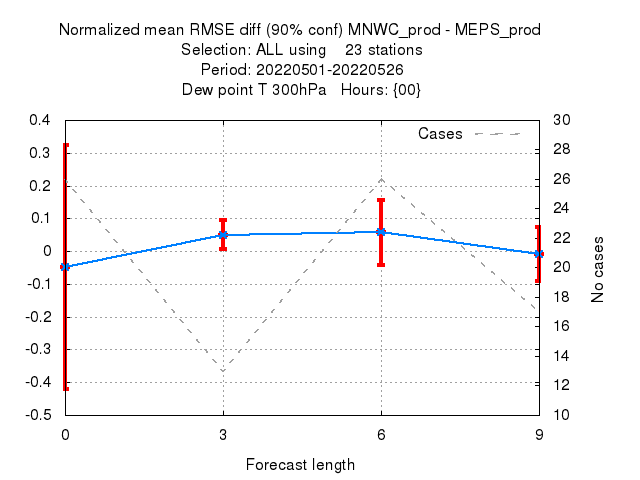 Normalized mean RMSE diff (90% conf) MNWC_prod - MEPS_prod
Selection: ALL using 23 stations
Period: 20220501-20220526
Dew point T 300hPa Hours: {00}
Cases
0.4
0.3
0.2
0.1
0
-0.1
-0.2
-0.3
-0.4
-0.5
30
28
26
24
22
20
18
16
14
12
10
No cases
0 3 6 9
Forecast length